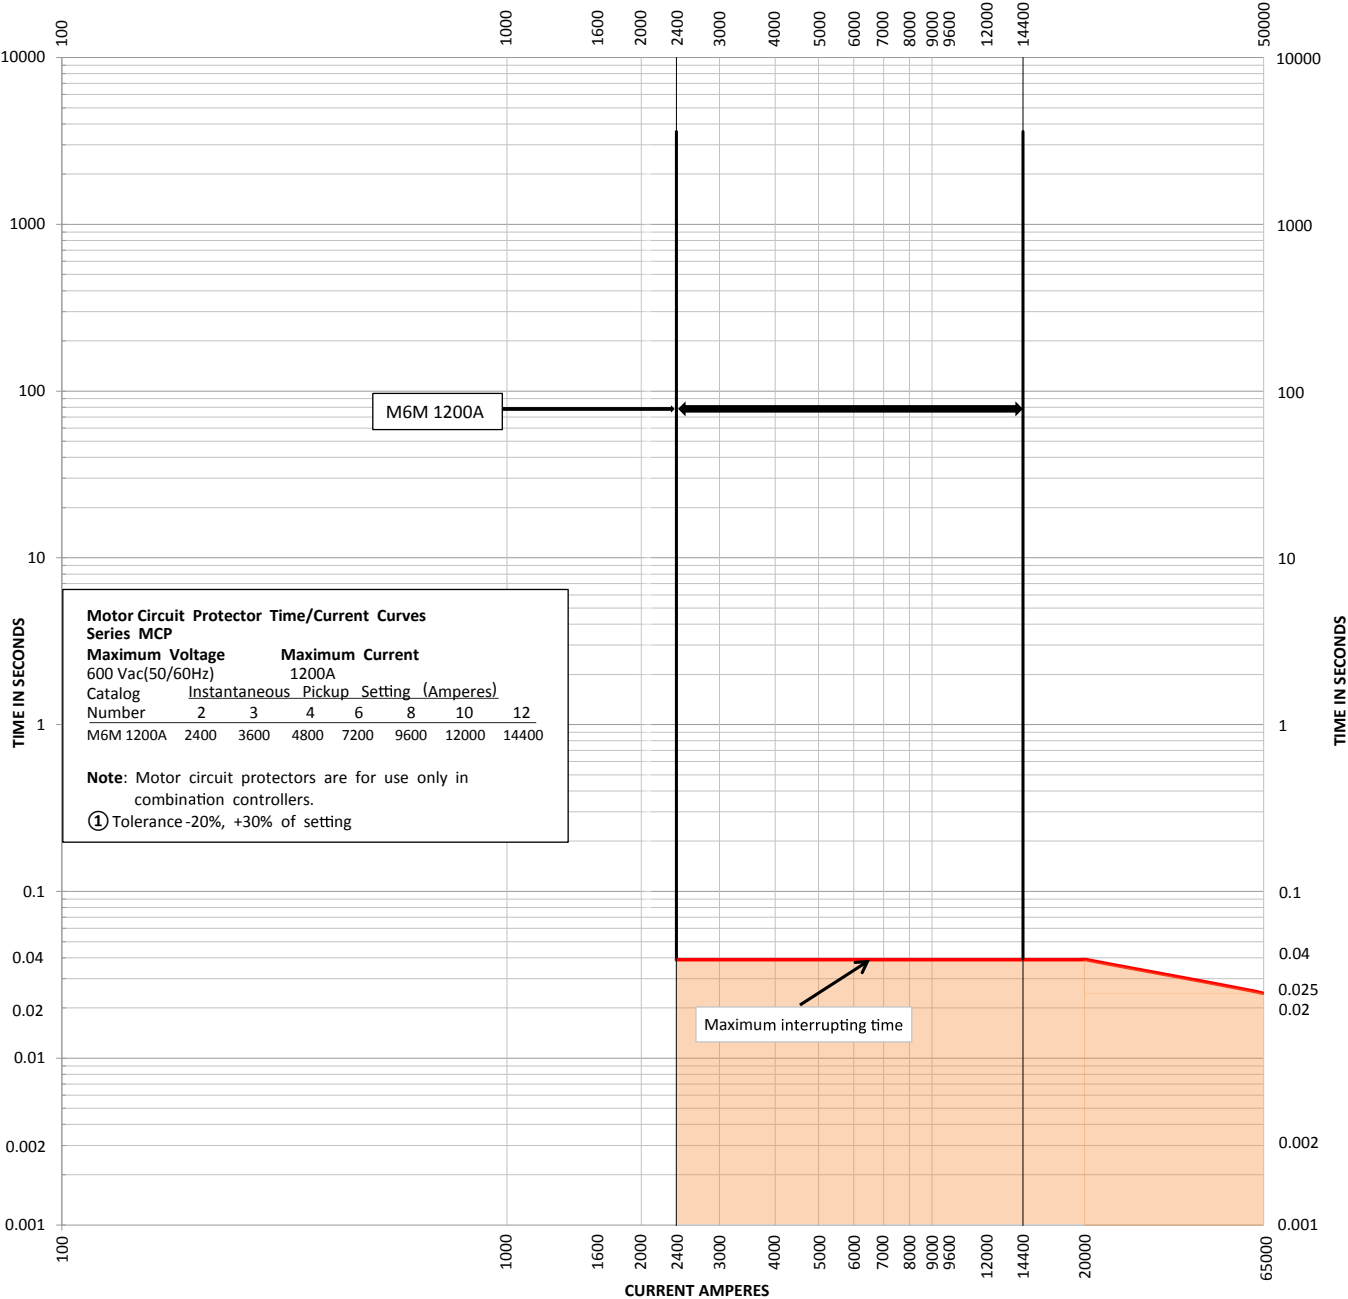 100 1000 1600 2000 2400 3000 4000 5000 6000 7000 8000 9000 9600 12000 14400 50000
10000 10000
1000 1000
100 100
M6M 1200A
10 10
TIME IN SECONDS
TIME IN SECONDS
Motor Circuit Protector Time/Current Curves
Series MCP
Maximum Voltage Maximum Current
600 Vac(50/60Hz) 1200A
Catalog Instantaneous Pickup Setting (Amperes)
Number 2 3 4 6 8 10 12
M6M 1200A 2400 3600 4800 7200 9600 12000 14400
Note: Motor circuit protectors are for use only in
combination controllers.
① Tolerance -20%, +30% of setting
1 1
0.1 0.1
0.04 0.04
0.025
0.02 0.02
Maximum interrupting time
0.01
0.002 0.002
0.001 0.001
100 1000 1600 2000 2400 3000 4000 5000 6000 7000 8000 9000 9600 12000 14400 20000 65000
CURRENT AMPERES